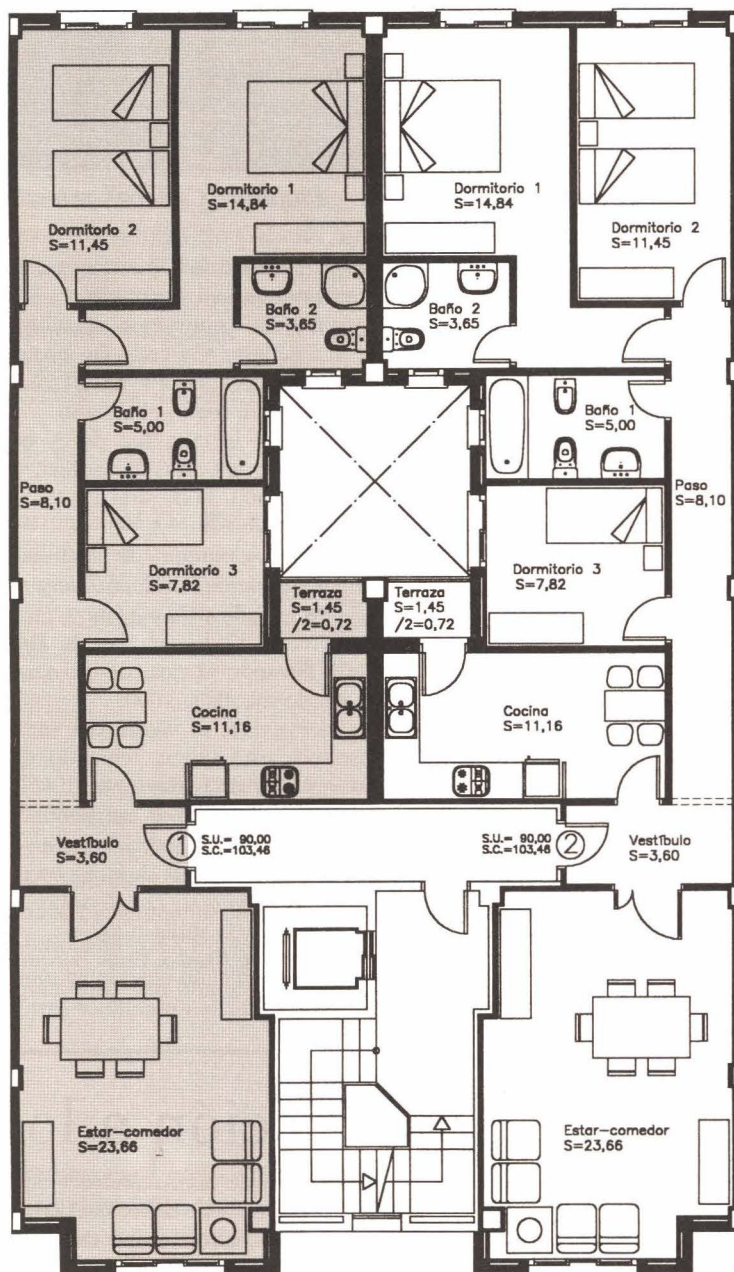 Dormitorio 1
S=14,84
Dormitorio 1
S=14,84
Dormitorio 2
S=11,45
Dormitorio 2
S=11,45
Baño 2
S=3,65
Baño 2
S=3,65
Baño 1
S=5,00
Baño 1
S=5,00
Paso
S=8,10
Paso
S=8,10
Dormitorio 3
S=7,82
Dormitorio 3
S=7,82
Terraza
S=1,45
/2=0,72
Terraza
S=1,45
/2=0,72
Cocina
S=11,16
Cocina
S=11,16
Vestíbulo
S=3,60
1
S.U.= 90,00
S.C.=103,46
S.U.= 90,00
S.C.=103,46
2
Vestíbulo
S=3,60
Estar-comedor
S=23,66
Estar-comedor
S=23,66